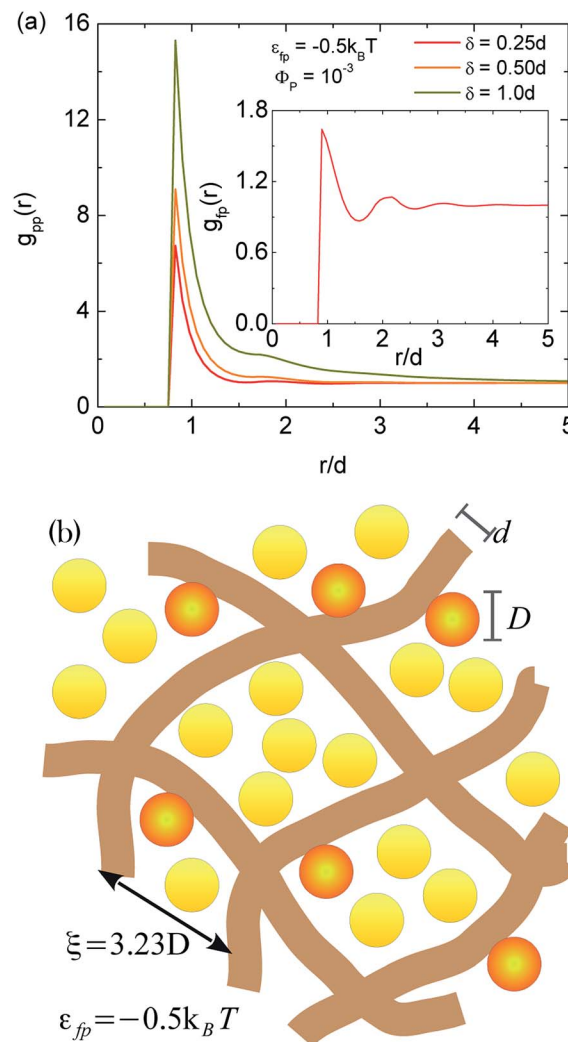 (a)
ε_fp = -0.5k_BT
Φ_P = 10^-3
δ = 0.25d
δ = 0.50d
δ = 1.0d
16
12
8
4
0
g_pp(r)
1.8
1.2
0.6
0.0
g_fp(r)
0 1 2 3 4 5
r/d
0 1 2 3 4 5
r/d
(b)
d
D
ξ=3.23D
ε_fp=-0.5k_BT